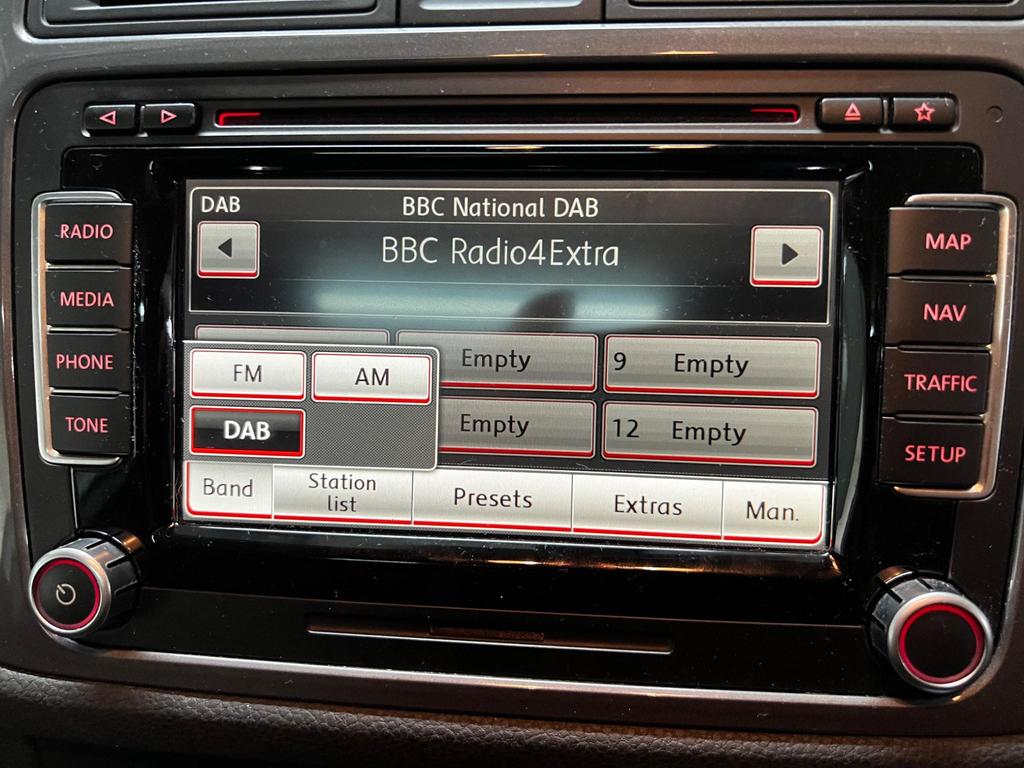 DAB BBC National DAB
BBC Radio4Extra
RADIO
MEDIA
PHONE
TONE
MAP
NAV
TRAFFIC
SETUP
FM AM
DAB
Empty 9 Empty
Empty 12 Empty
Band Station list Presets Extras Man.